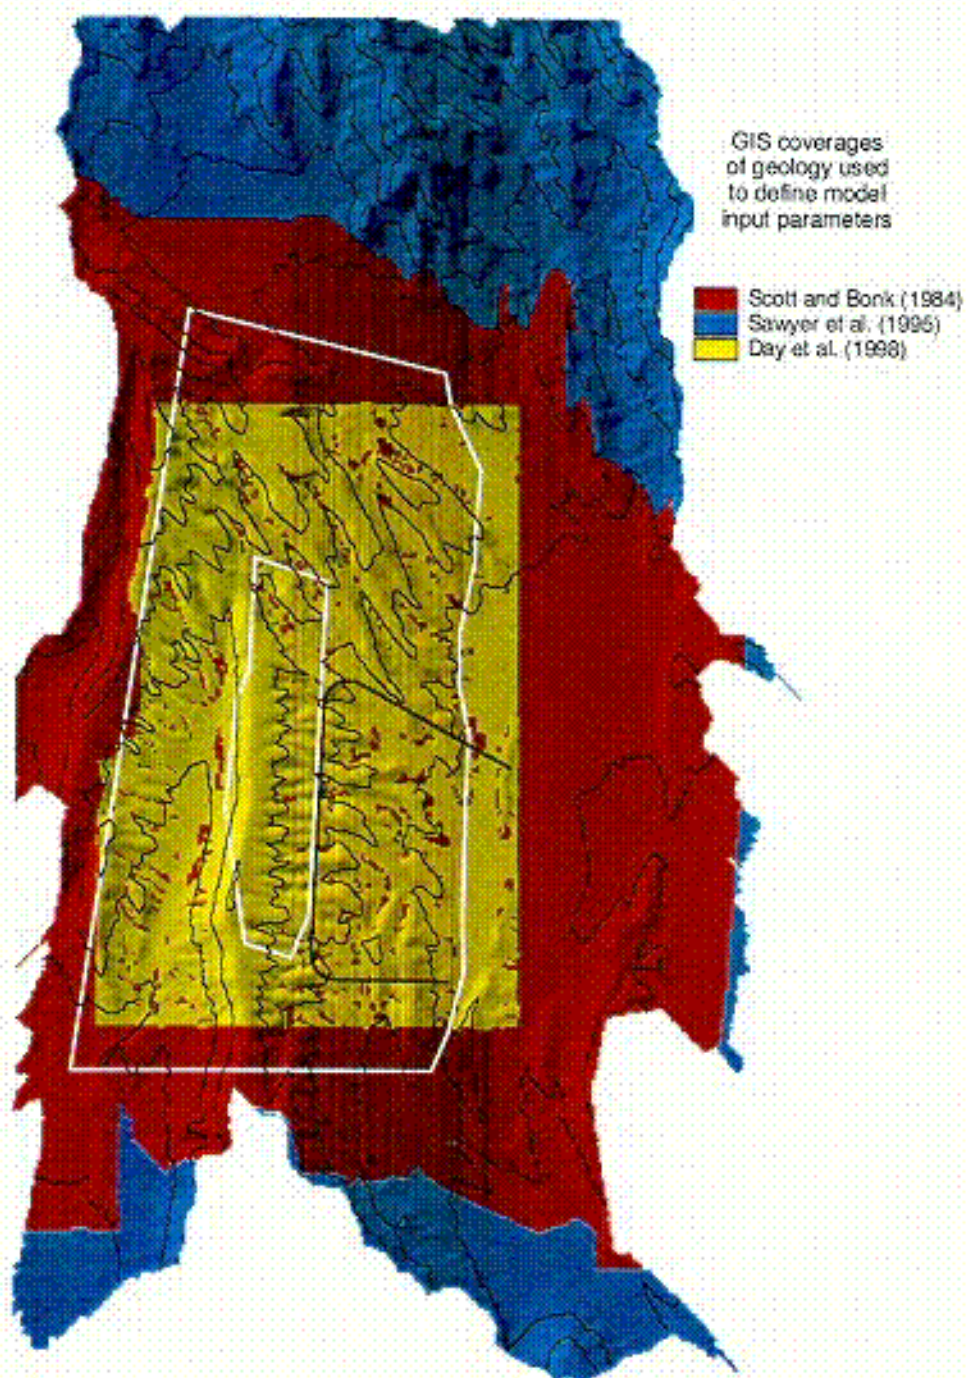 GIS coverages
of geology used
to define model
input parameters
Scott and Bonk (1984)
Sawyer et al. (1995)
Day et al. (1998)